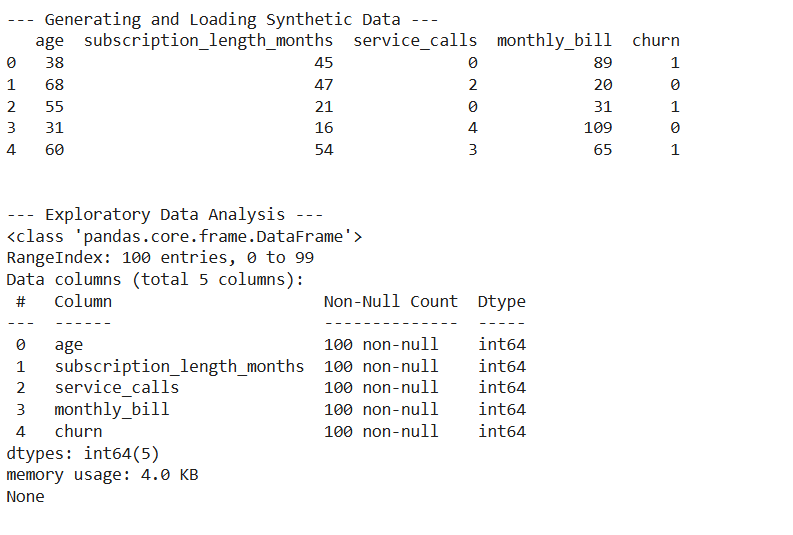 --- Generating and Loading Synthetic Data ---
   age  subscription_length_months  service_calls  monthly_bill  churn
0   38                          45              0            89      1
1   68                          47              2            20      0
2   55                          21              0            31      1
3   31                          16              4           109      0
4   60                          54              3            65      1
--- Exploratory Data Analysis ---
<class 'pandas.core.frame.DataFrame'>
RangeIndex: 100 entries, 0 to 99
Data columns (total 5 columns):
 #   Column                      Non-Null Count  Dtype
---  ------                      --------------  -----
 0   age                         100 non-null    int64
 1   subscription_length_months  100 non-null    int64
 2   service_calls               100 non-null    int64
 3   monthly_bill                100 non-null    int64
 4   churn                       100 non-null    int64
dtypes: int64(5)
memory usage: 4.0 KB
None